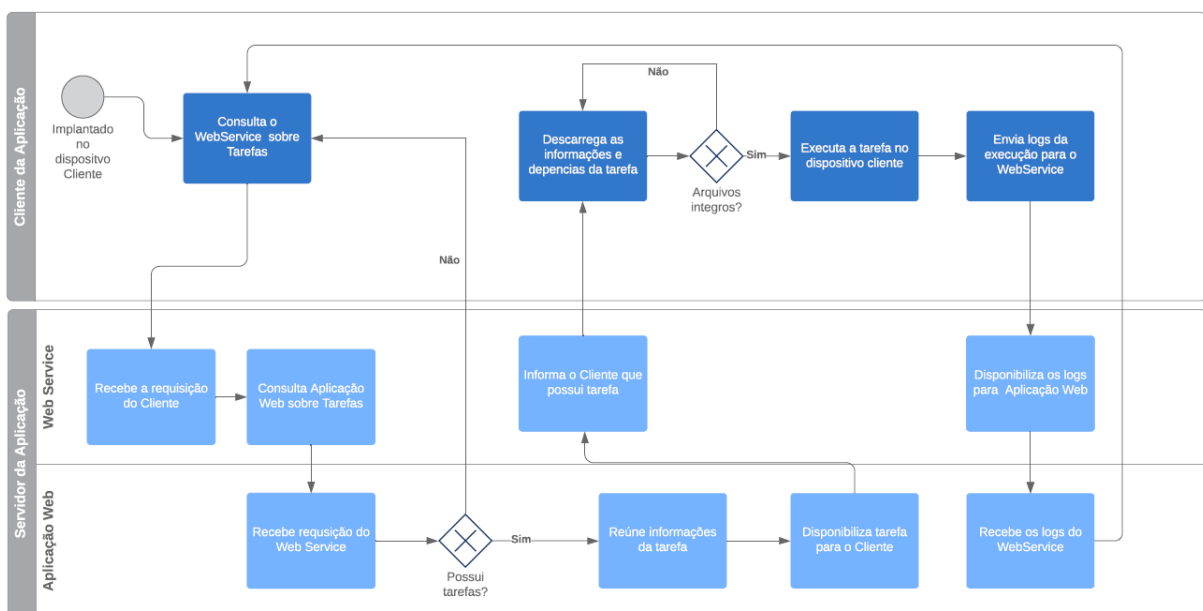 Cliente da Aplicação
Implantado
no
dispositvo
Cliente
Consulta o
WebService sobre
Tarefas
Não
Descarrega as
informações e
depencias da tarefa
Não
Sim
Arquivos
integros?
Executa a tarefa no
dispositivo cliente
Envia logs da
execução para o
WebService
Servidor da Aplicação
Web Service
Recebe a requisição
do Cliente
Consulta Aplicação
Web sobre Tarefas
Informa o Cliente que
possui tarefa
Disponibiliza os logs
para Aplicação Web
Aplicação Web
Recebe requsição do
Web Service
Possui
tarefas?
Sim
Reúne informações
da tarefa
Disponibiliza tarefa
para o Cliente
Recebe os logs do
WebService